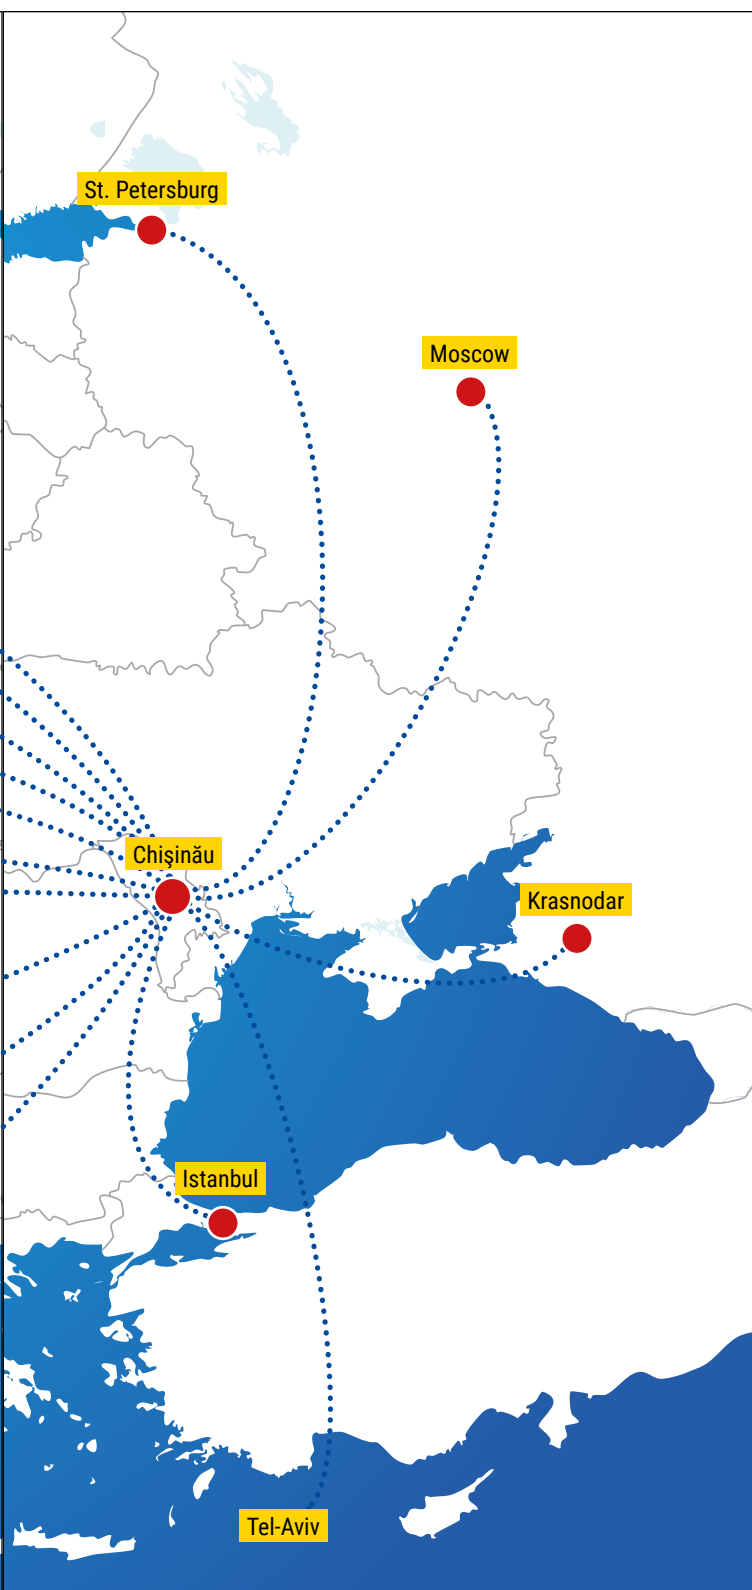 St. Petersburg
Moscow
Chişinău
Krasnodar
Istanbul
Tel-Aviv